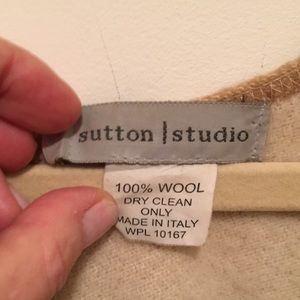 sutton studio
100% WOOL
DRY CLEAN
ONLY
MADE IN ITALY
WPL 10167